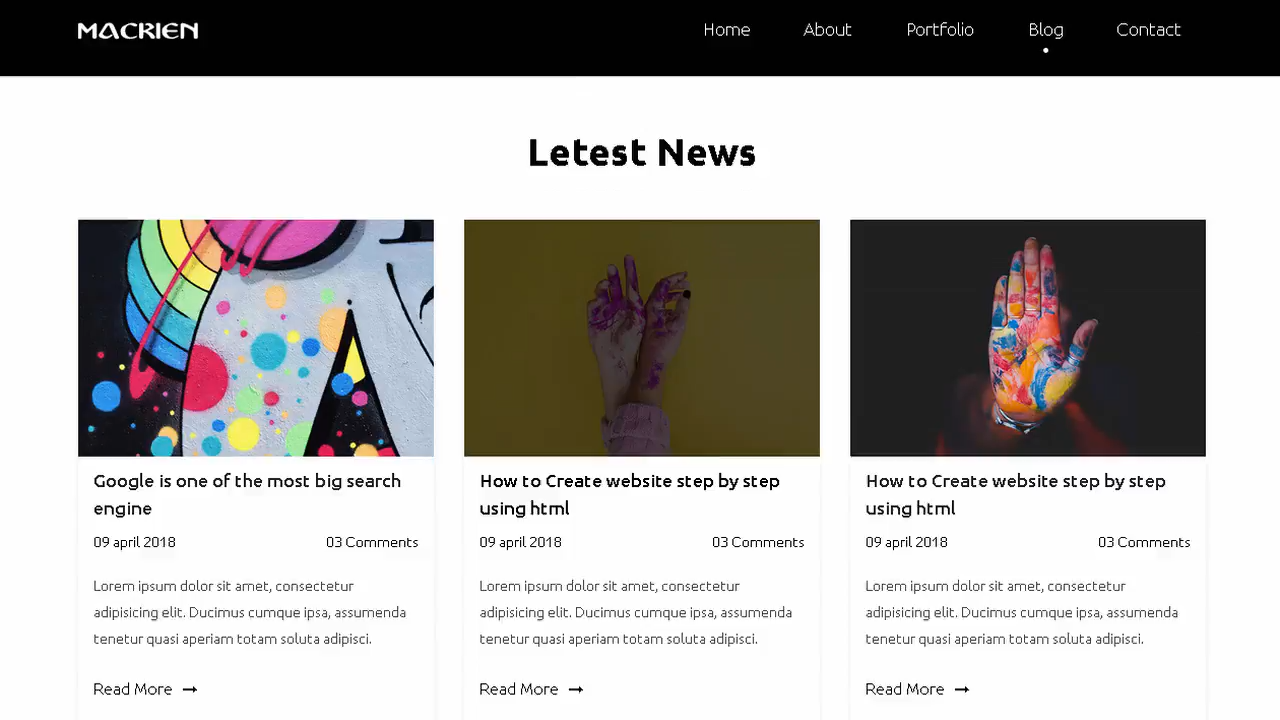 MACRIEN
Home About Portfolio Blog Contact
Letest News
Google is one of the most big search
engine
09 april 2018 03 Comments
Lorem ipsum dolor sit amet, consectetur
adipisicing elit. Ducimus cumque ipsa, assumenda
tenetur quasi aperiam totam soluta adipisci.
Read More
How to Create website step by step
using html
09 april 2018 03 Comments
Lorem ipsum dolor sit amet, consectetur
adipisicing elit. Ducimus cumque ipsa, assumenda
tenetur quasi aperiam totam soluta adipisci.
Read More
How to Create website step by step
using html
09 april 2018 03 Comments
Lorem ipsum dolor sit amet, consectetur
adipisicing elit. Ducimus cumque ipsa, assumenda
tenetur quasi aperiam totam soluta adipisci.
Read More